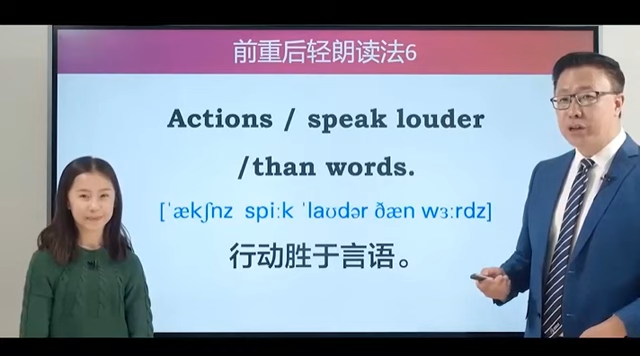 前重后轻朗读法6
Actions / speak louder
/than words.
[ˈækʃnz spiːk ˈlaʊdər ðæn wɜːrdz]
行动胜于言语。